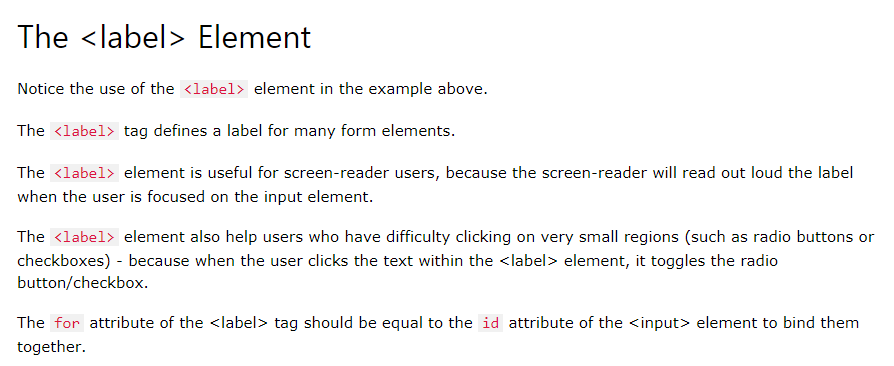 The <label> Element
Notice the use of the <label> element in the example above.
The <label> tag defines a label for many form elements.
The <label> element is useful for screen-reader users, because the screen-reader will read out loud the label
when the user is focused on the input element.
The <label> element also help users who have difficulty clicking on very small regions (such as radio buttons or
checkboxes) - because when the user clicks the text within the <label> element, it toggles the radio
button/checkbox.
The for attribute of the <label> tag should be equal to the id attribute of the <input> element to bind them
together.